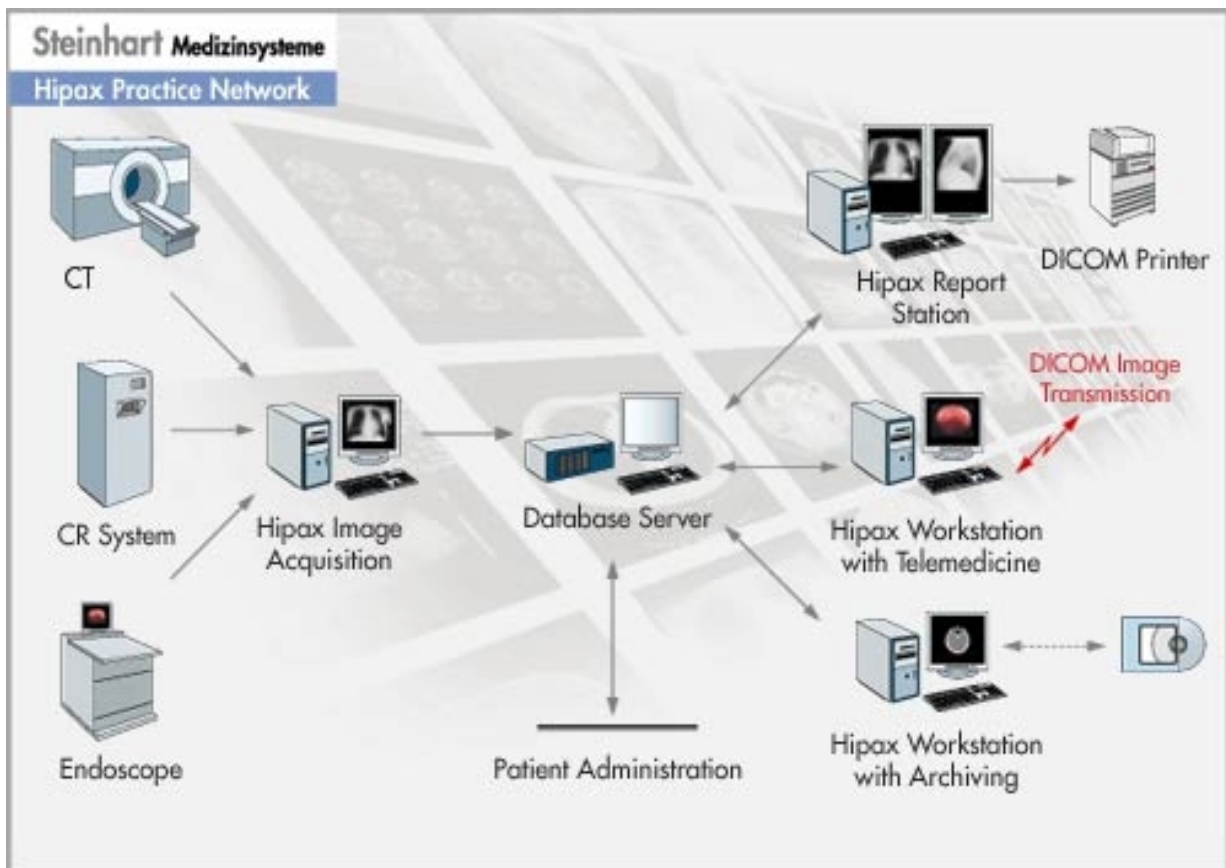 Steinhart Medizinsysteme
Hipax Practice Network
CT
CR System
Endoscope
Hipax Image
Acquisition
Database Server
Patient Administration
Hipax Report
Station
DICOM Printer
DICOM Image
Transmission
Hipax Workstation
with Telemedicine
Hipax Workstation
with Archiving